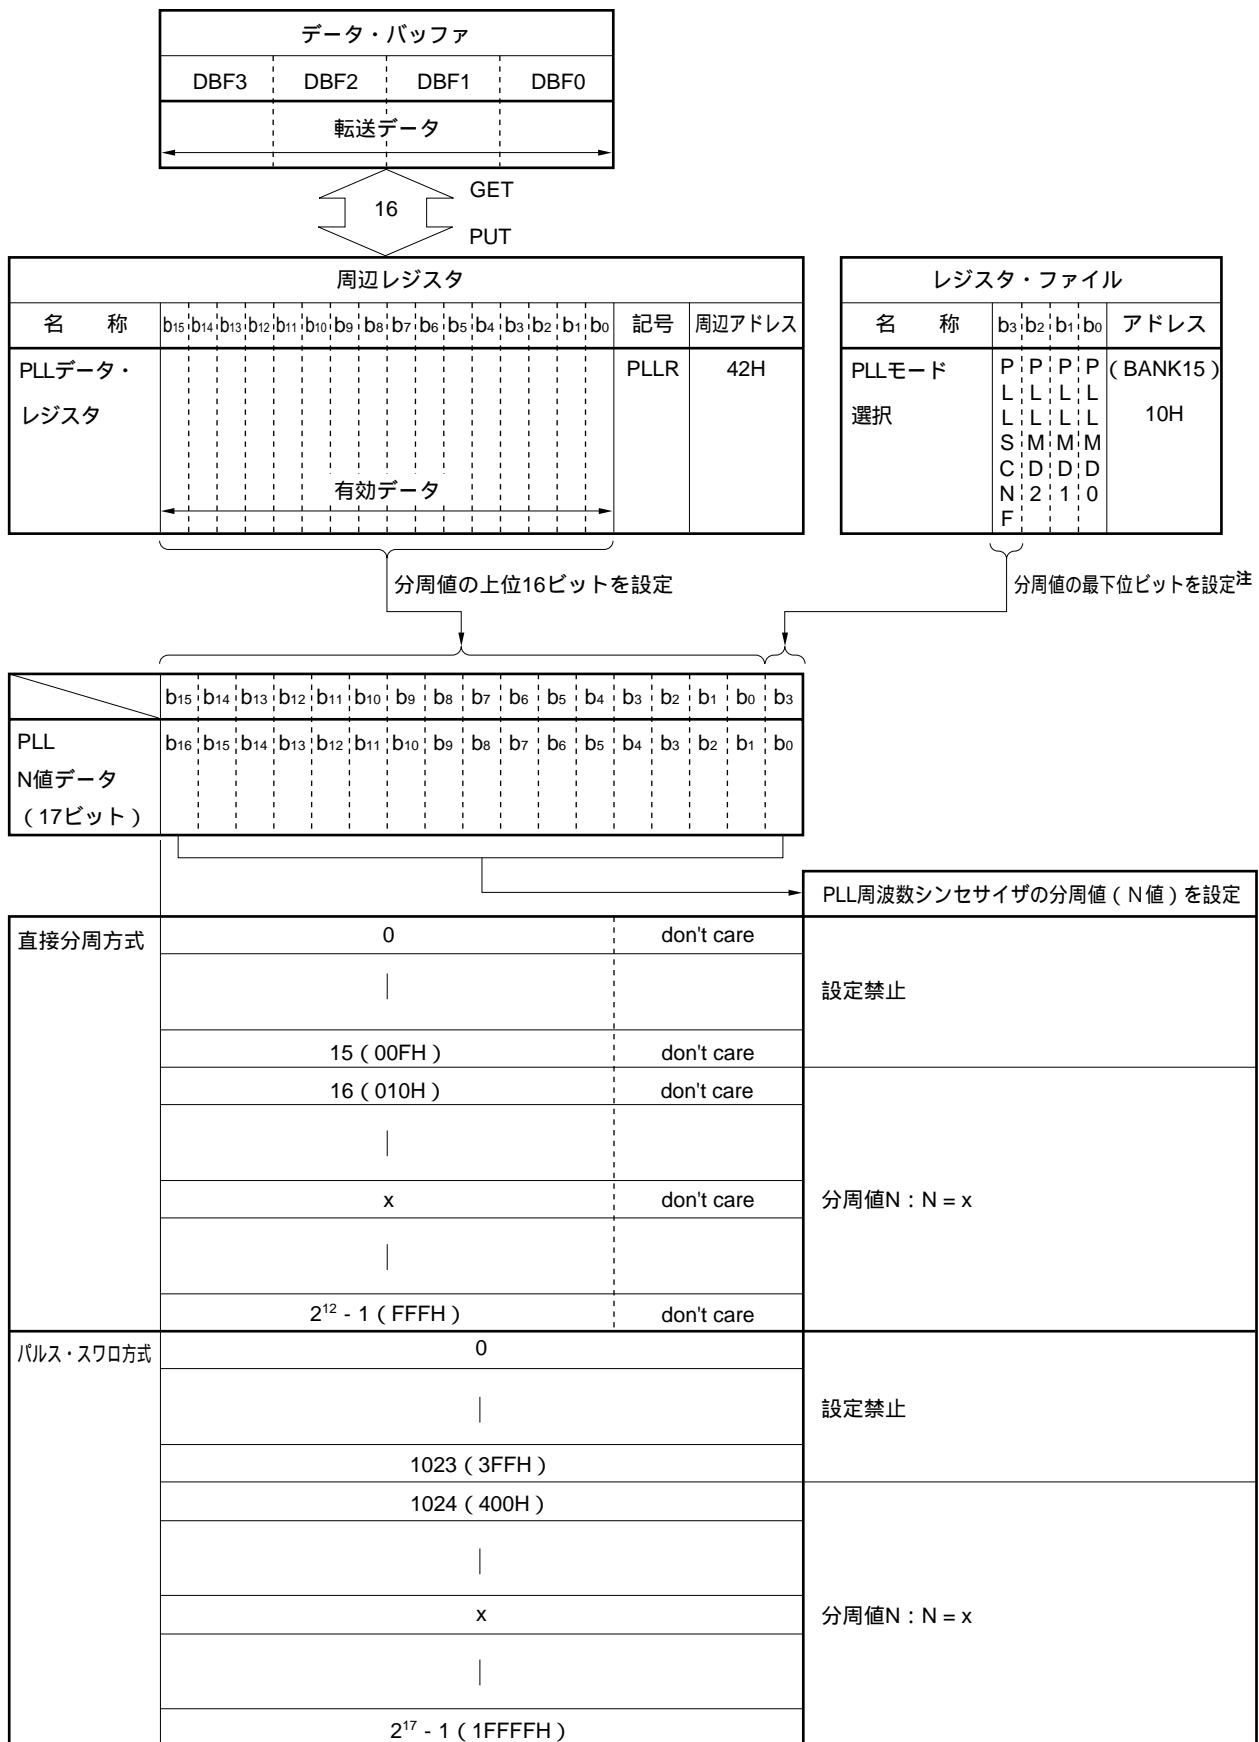 データ・バッファ
DBF3 DBF2 DBF1 DBF0
転送データ
GET
16
PUT
周辺レジスタ
名 称 b15 b14 b13 b12 b11 b10 b9 b8 b7 b6 b5 b4 b3 b2 b1 b0 記号 周辺アドレス
PLLデータ・
レジスタ
PLLR 42H
有効データ
レジスタ・ファイル
名 称 b3 b2 b1 b0 アドレス
PLLモード
選択
PLLSCNF PLLMD2 PLLMD1 PLLMD0
(BANK15)
10H
分周値の上位16ビットを設定
分周値の最下位ビットを設定注
b15 b14 b13 b12 b11 b10 b9 b8 b7 b6 b5 b4 b3 b2 b1 b0 b3
PLL
N値データ
(17ビット)
b16 b15 b14 b13 b12 b11 b10 b9 b8 b7 b6 b5 b4 b3 b2 b1 b0
PLL周波数シンセサイザの分周値(N値)を設定
直接分周方式
0 don't care
設定禁止
15(00FH) don't care
16(010H) don't care
x don't care
分周値N:N = x
2^12 - 1(FFFH) don't care
パルス・スワロ方式
0
設定禁止
1023(3FFH)
1024(400H)
x
分周値N:N = x
2^17 - 1(1FFFFH)